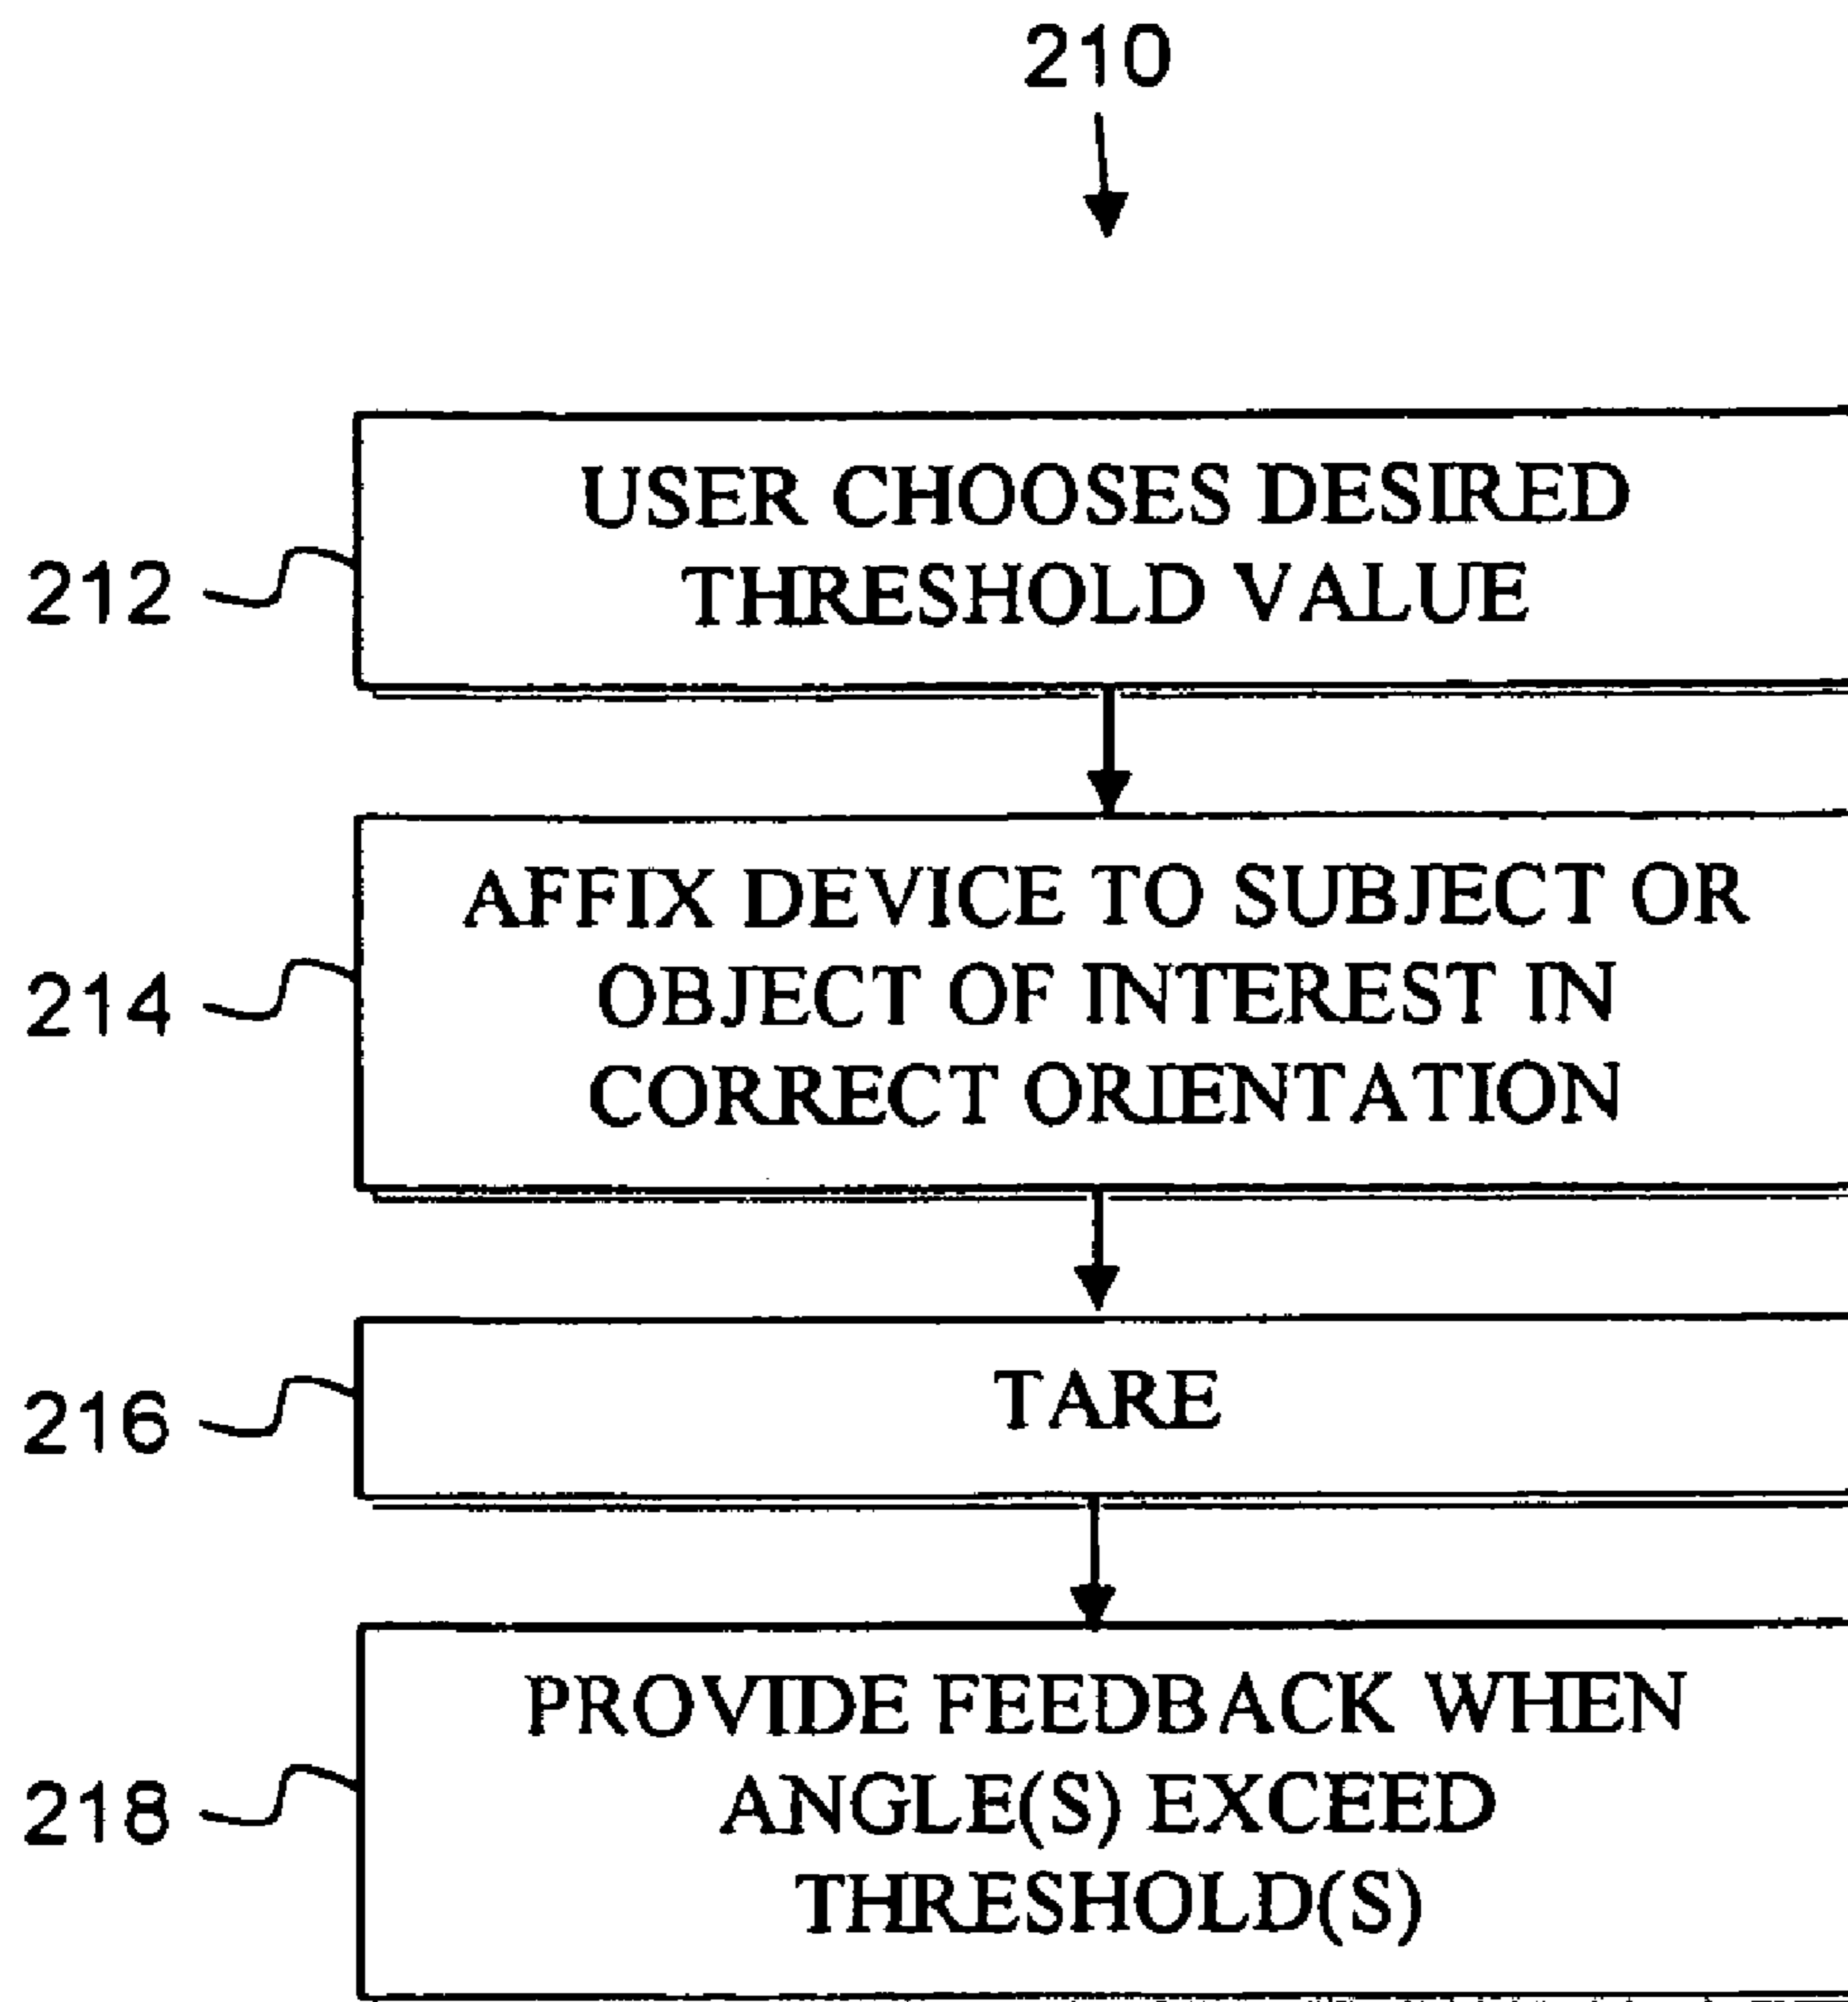 210
212
USER CHOOSES DESIRED
THRESHOLD VALUE
214
AFFIX DEVICE TO SUBJECT OR
OBJECT OF INTEREST IN
CORRECT ORIENTATION
216
TARE
218
PROVIDE FEEDBACK WHEN
ANGLE(S) EXCEED
THRESHOLD(S)